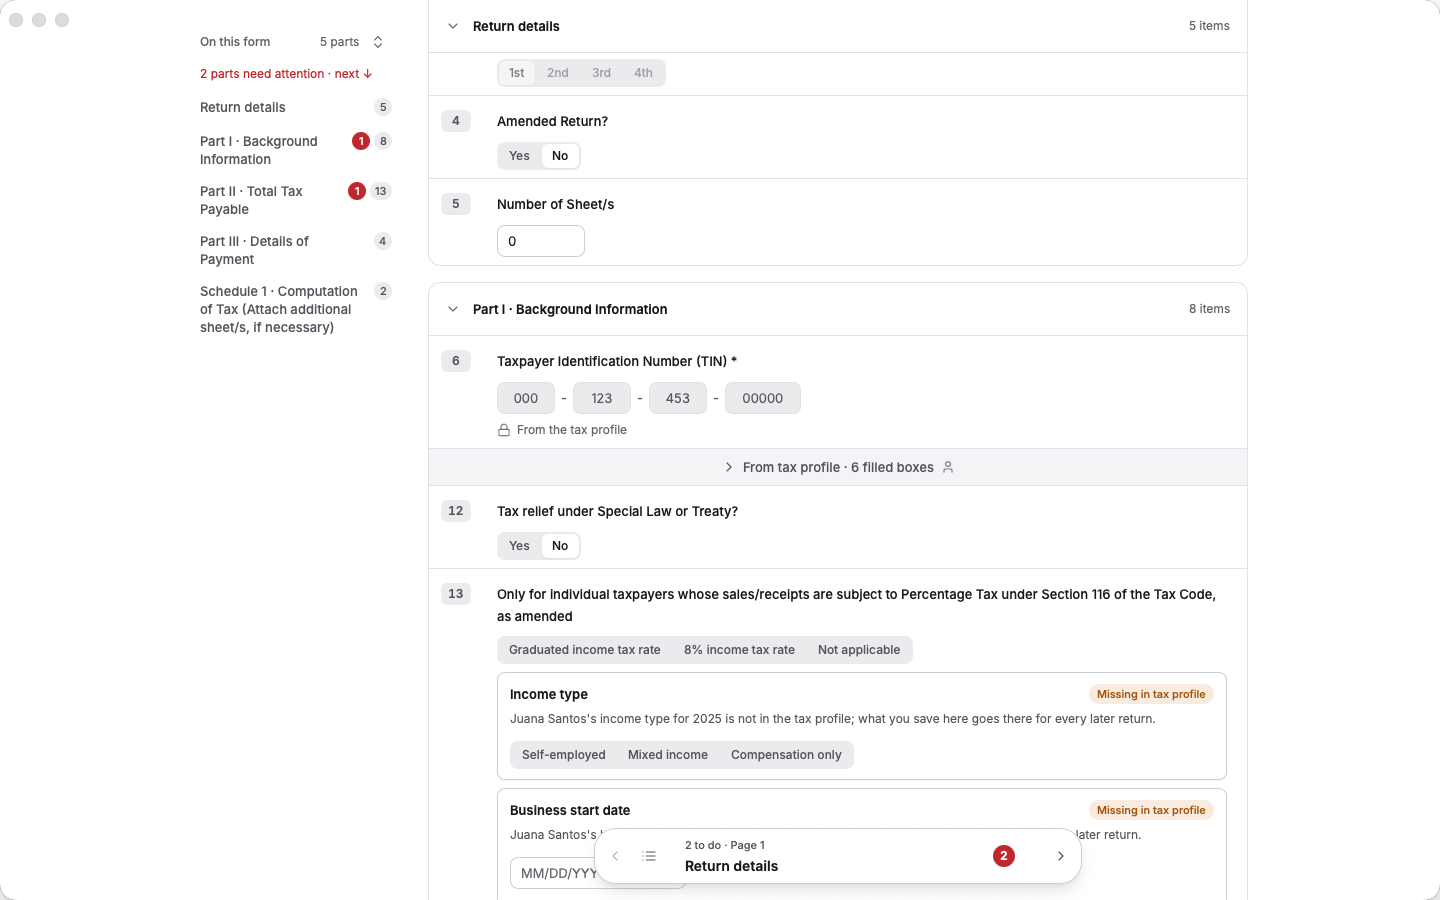 On this form
5 parts
2 parts need attention · next ↓
Return details
5
Part I · Background Information
1
8
Part II · Total Tax Payable
1
13
Part III · Details of Payment
4
Schedule 1 · Computation of Tax (Attach additional sheet/s, if necessary)
2
Return details
5 items
1st 2nd 3rd 4th
4
Amended Return?
Yes No
5
Number of Sheet/s
0
Part I · Background Information
8 items
6
Taxpayer Identification Number (TIN) *
000 - 123 - 453 - 00000
From the tax profile
From tax profile · 6 filled boxes
12
Tax relief under Special Law or Treaty?
Yes No
13
Only for individual taxpayers whose sales/receipts are subject to Percentage Tax under Section 116 of the Tax Code,
as amended
Graduated income tax rate 8% income tax rate Not applicable
Income type
Missing in tax profile
Juana Santos's income type for 2025 is not in the tax profile; what you save here goes there for every later return.
Self-employed Mixed income Compensation only
Business start date
Missing in tax profile
Juana Santos's
later return.
MM/DD/YYY
2 to do · Page 1
Return details
2